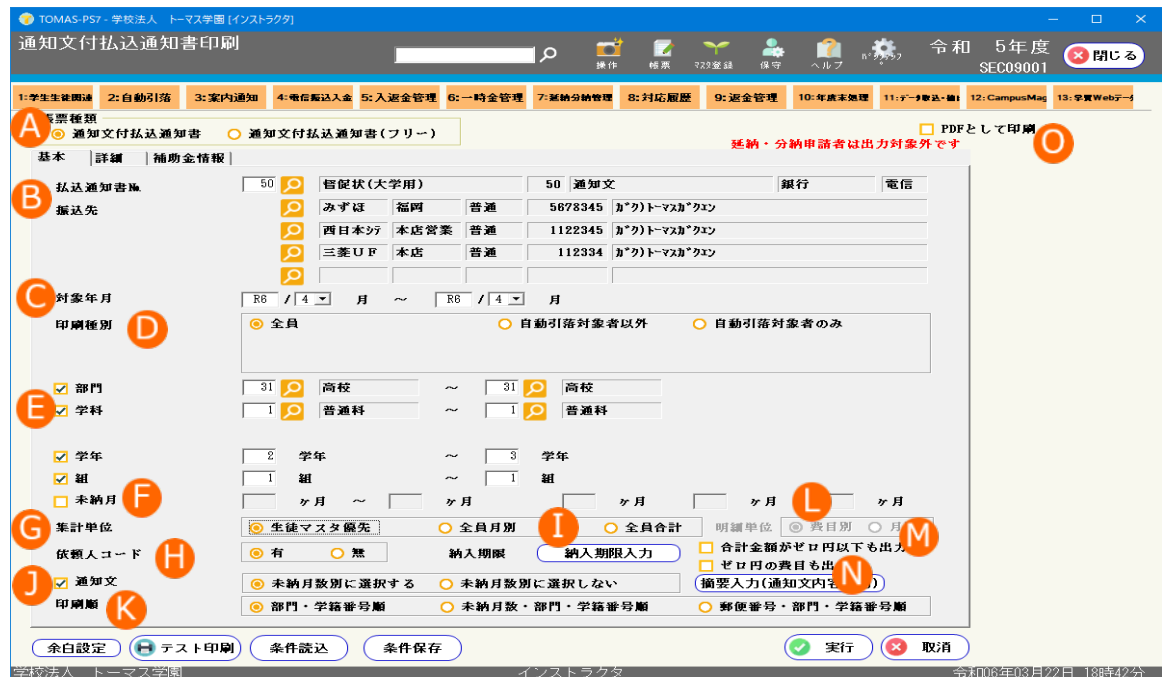 TOMAS-PS7 - 学校法人　トーマス学園 [インストラクタ]
通知文付払込通知書印刷
操作 帳票 ﾏｽﾀ登録 保守 ヘルプ
令和　5年度
SEC09001
閉じる
1:学生生徒関連 2:自動引落 3:案内通知 4:電信振込入金 5:入返金管理 6:一時金管理 7:延納分納管理 8:対応履歴 9:返金管理 10:年度末処理 11:ﾃﾞｰﾀ取込・抽 12:CampusMag 13:学費Webﾃﾞｰﾀ
A 帳票種類
通知文付払込通知書 通知文付払込通知書(フリー)
PDFとして印刷 O
延納・分納申請者は出力対象外です
基本 詳細 補助金情報
B 払込通知書№ 50 督促状(大学用) 50 通知文 銀行 電信
振込先 みずほ 福岡 普通 5678345 ｶﾞｸ)ﾄｰﾏｽｶﾞｸｴﾝ
西日本ｼﾃ 本店営業 普通 1122345 ｶﾞｸ)ﾄｰﾏｽｶﾞｸｴﾝ
三菱UF 本店 普通 112334 ｶﾞｸ)ﾄｰﾏｽｶﾞｸｴﾝ
C 対象年月 R6 / 4 月 ～ R6 / 4 月
印刷種別 D 全員 自動引落対象者以外 自動引落対象者のみ
部門 31 高校 ～ 31 高校
E 学科 1 普通科 ～ 1 普通科
学年 2 学年 ～ 3 学年
組 1 組 ～ 1 組
未納月 F ヶ月 ～ ヶ月 ヶ月 ヶ月 L ヶ月
G 集計単位 生徒マスタ優先 全員月別 I 全員合計 明細単位 費目別 月 M
依頼人コード H 有 無 納入期限 納入期限入力 合計金額がゼロ円以下も出力
ゼロ円の費目も出 N
J 通知文 未納月数別に選択する 未納月数別に選択しない 摘要入力(通知文内容 )
印刷順 K 部門・学籍番号順 未納月数・部門・学籍番号順 郵便番号・部門・学籍番号順
余白設定 テスト印刷 条件読込 条件保存 実行 取消
学校法人　トーマス学園 インストラクタ 令和06年03月22日 18時42分